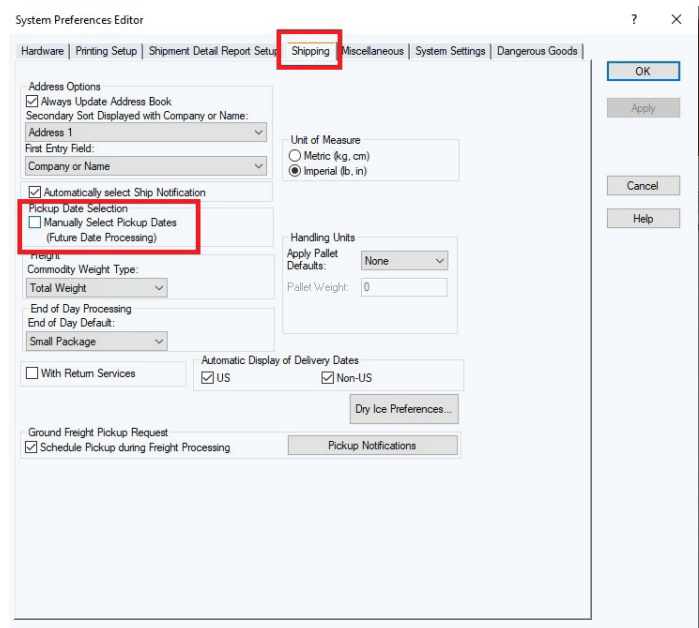 System Preferences Editor
?
Hardware Printing Setup Shipment Detail Report Setup Shipping Miscellaneous System Settings Dangerous Goods
OK
Apply
Cancel
Help
Address Options
Always Update Address Book
Secondary Sort Displayed with Company or Name:
Address 1
First Entry Field:
Company or Name
Unit of Measure
Metric (kg, cm)
Imperial (lb, in)
Automatically select Ship Notification
Pickup Date Selection
Manually Select Pickup Dates
(Future Date Processing)
Handling Units
Apply Pallet
Defaults:
None
Pallet Weight:
0
Freight
Commodity Weight Type:
Total Weight
End of Day Processing
End of Day Default:
Small Package
With Return Services
Automatic Display of Delivery Dates
US
Non-US
Dry Ice Preferences...
Ground Freight Pickup Request
Schedule Pickup during Freight Processing
Pickup Notifications